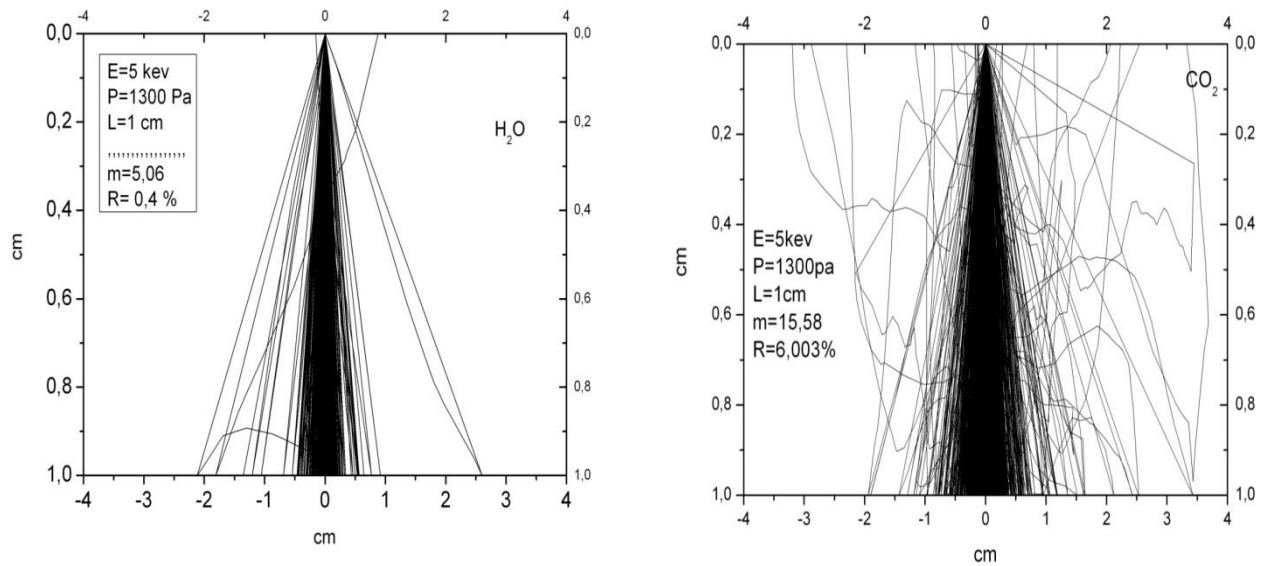 -4 -2 0 2 4
0,0 0,0
E=5 kev
P=1300 Pa
L=1 cm
,,,,,,,,,,,,,,,,,
m=5,06
R= 0,4 %
H₂O
0,2 0,2
0,4 0,4
cm
0,6 0,6
0,8 0,8
1,0 1,0
-4 -3 -2 -1 0 1 2 3 4
cm
-4 -2 0 2 4
0,0 0,0
CO₂
0,2 0,2
0,4 0,4
cm
E=5kev
P=1300pa
L=1cm
m=15,58
R=6,003%
0,6 0,6
0,8 0,8
1,0 1,0
-4 -3 -2 -1 0 1 2 3 4
cm